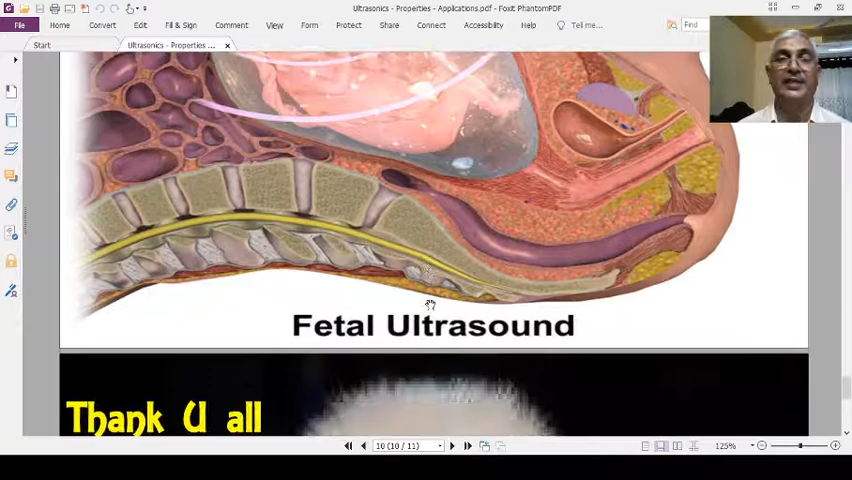 Ultrasonics - Properties - Applications.pdf - Foxit PhantomPDF
File Home Convert Edit Fill & Sign Comment View Form Protect Share Connect Accessibility Help Tell me... Find
Start Ultrasonics - Properties ...
Fetal Ultrasound
Thank U all
10 (10 / 11) 125%